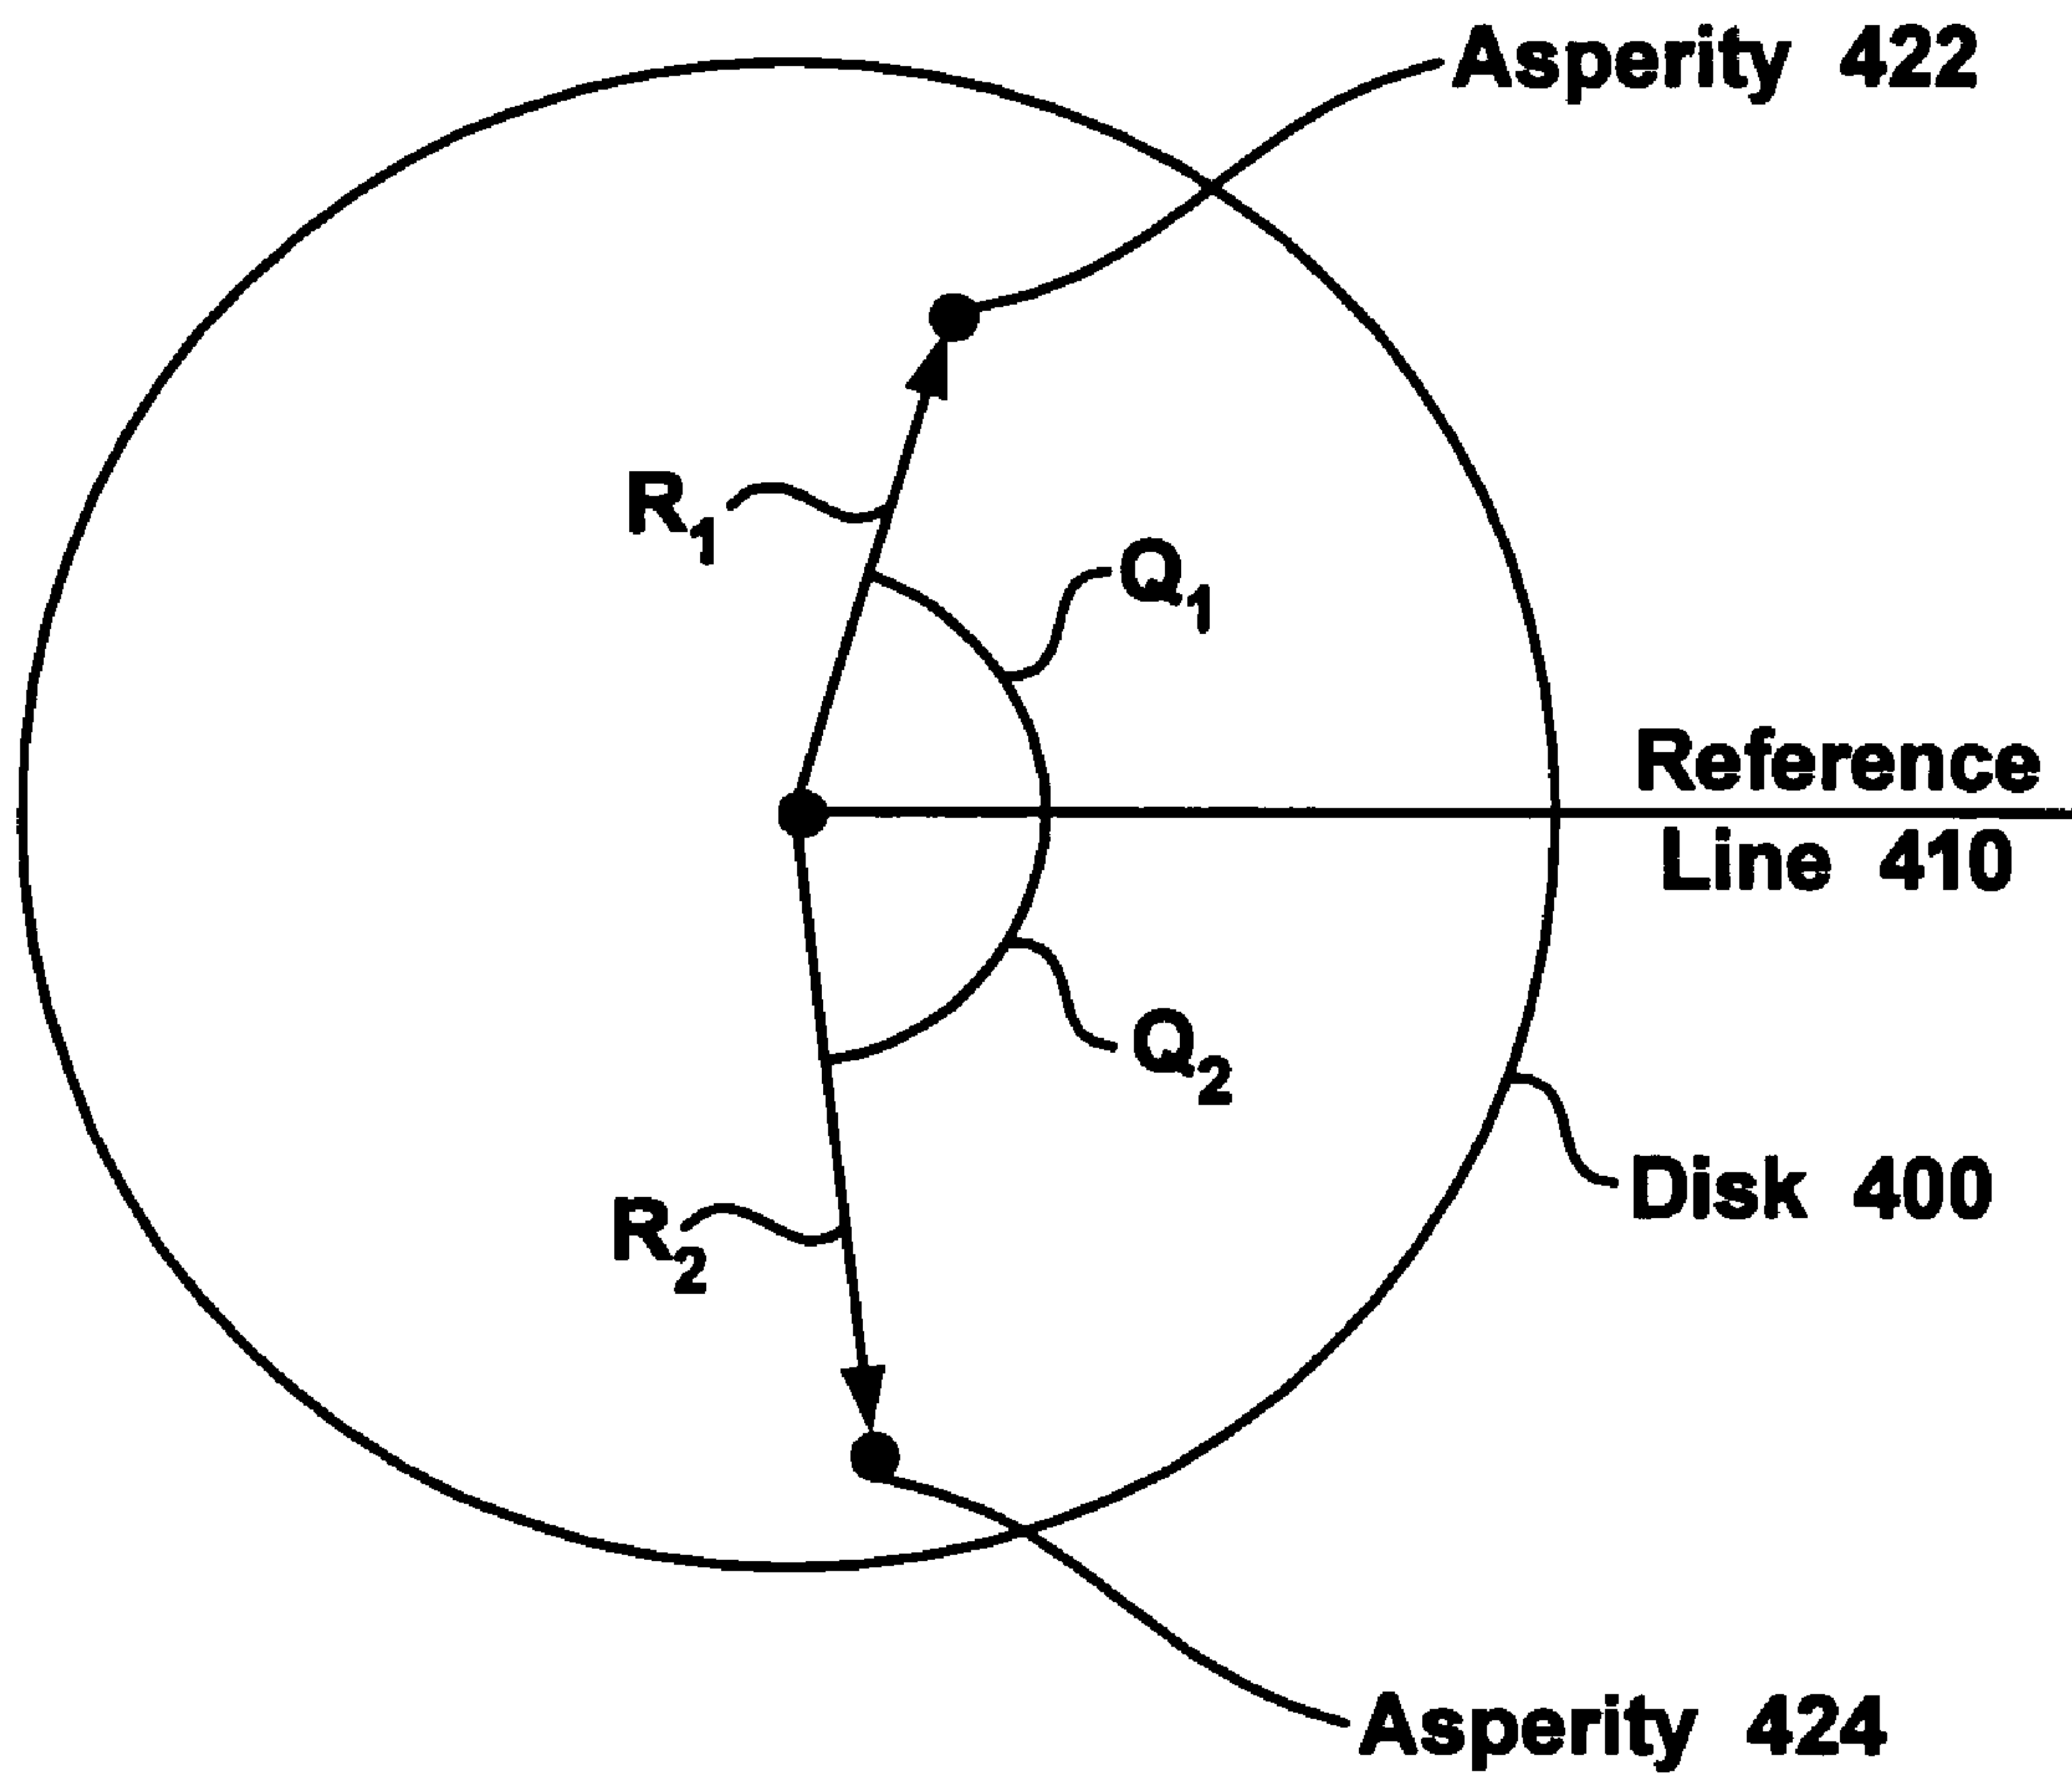 Asperity 422
R1
Q1
Reference
Line 410
Q2
Disk 400
R2
Asperity 424